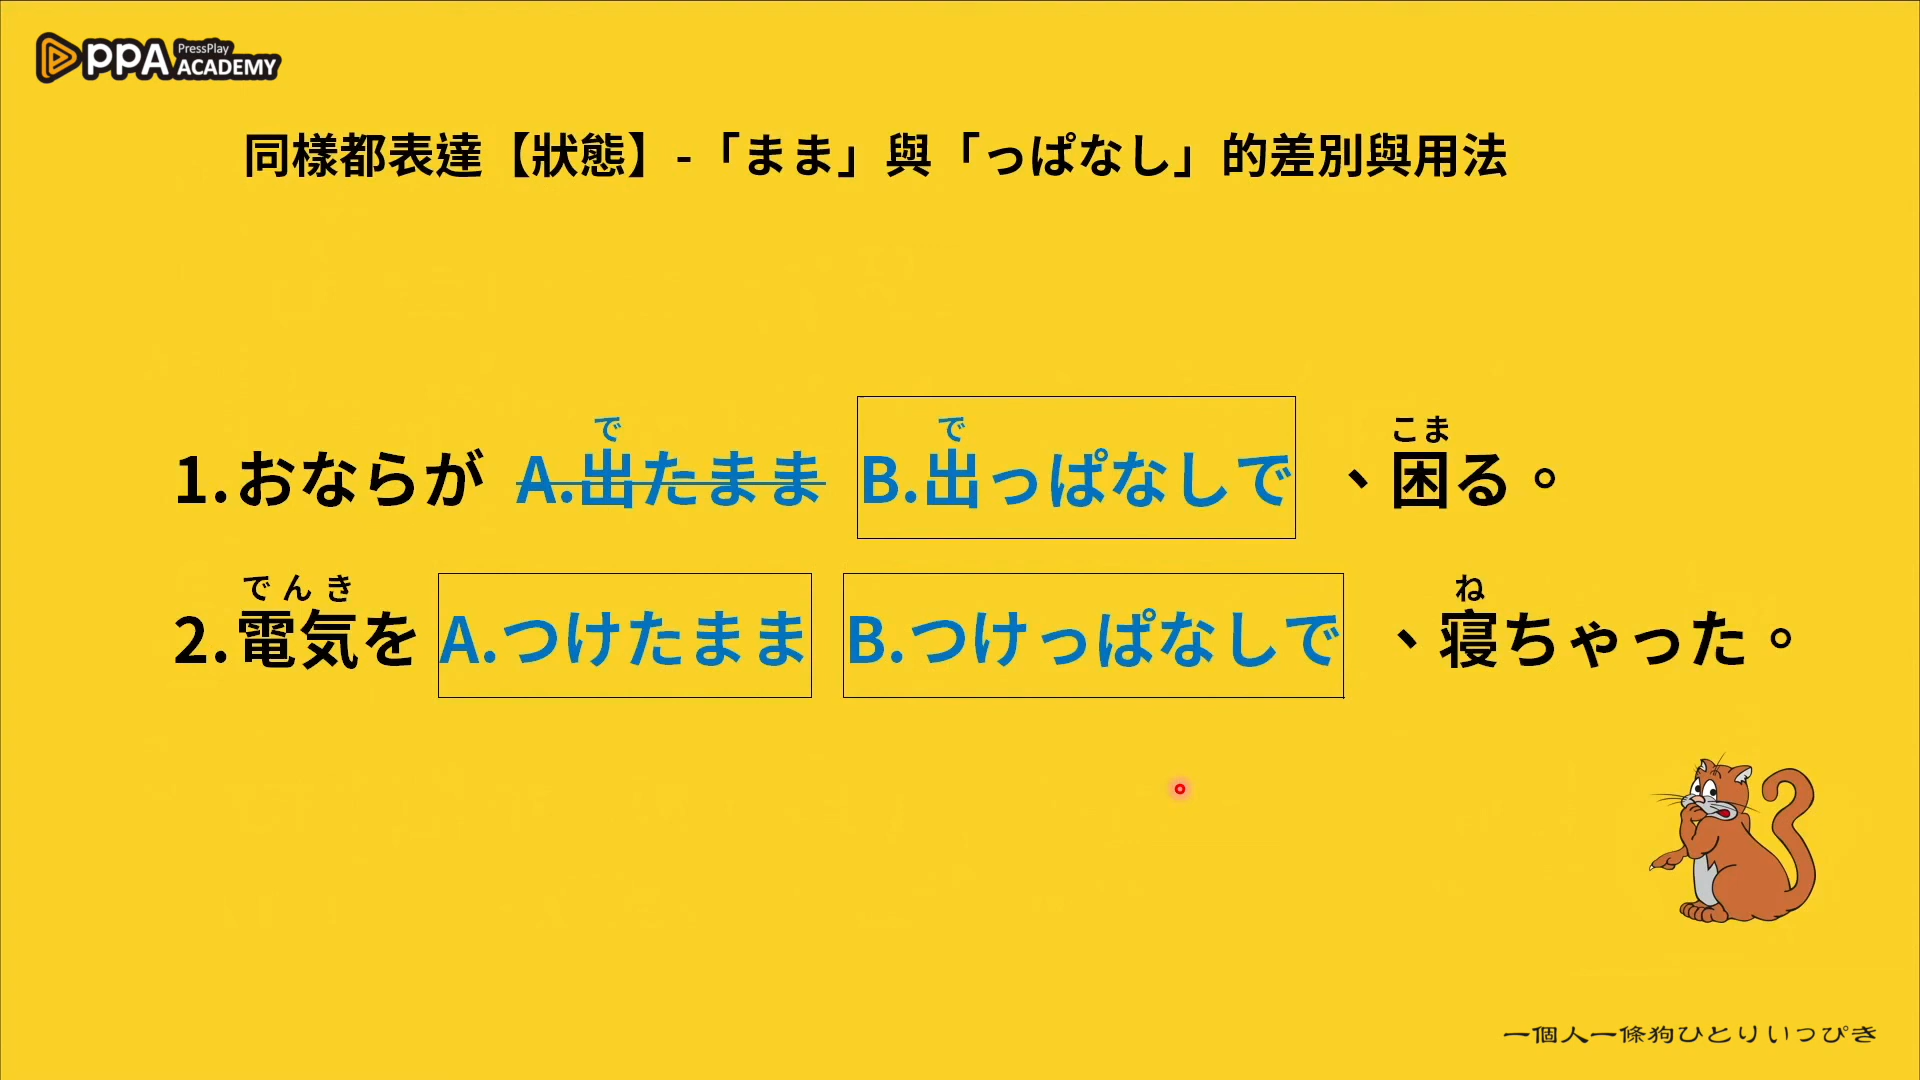 PPA PressPlay ACADEMY
同樣都表達【狀態】-「まま」與「っぱなし」的差別與用法
で で こま
1.おならが A.出たまま B.出っぱなしで 、困る。
でんき ね
2.電気を A.つけたまま B.つけっぱなしで 、寝ちゃった。
一個人一條狗ひとりいっぴき